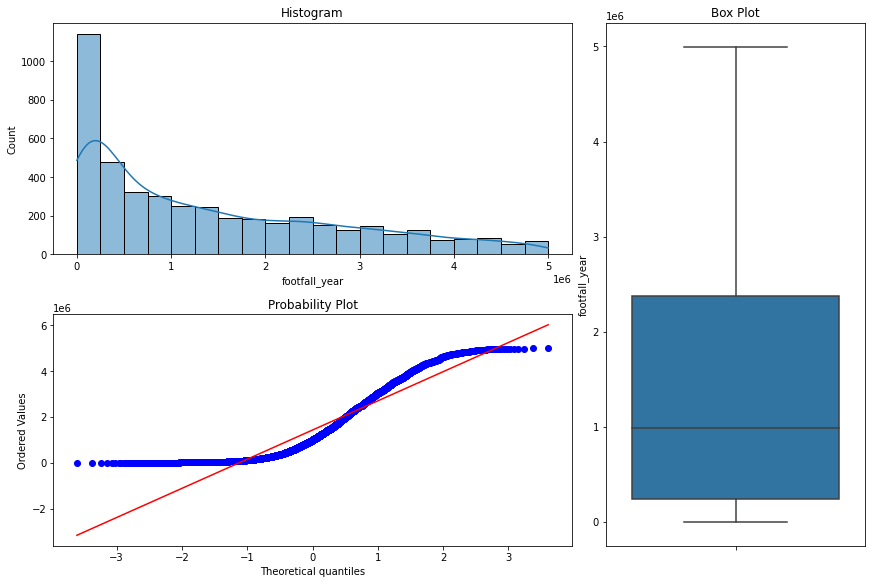 Histogram
Count
1000
800
600
400
200
0
0 1 2 3 4 5
1e6
footfall_year
Probability Plot
1e6
Ordered Values
6
4
2
0
−2
−3 −2 −1 0 1 2 3
Theoretical quantiles
Box Plot
1e6
footfall_year
5
4
3
2
1
0